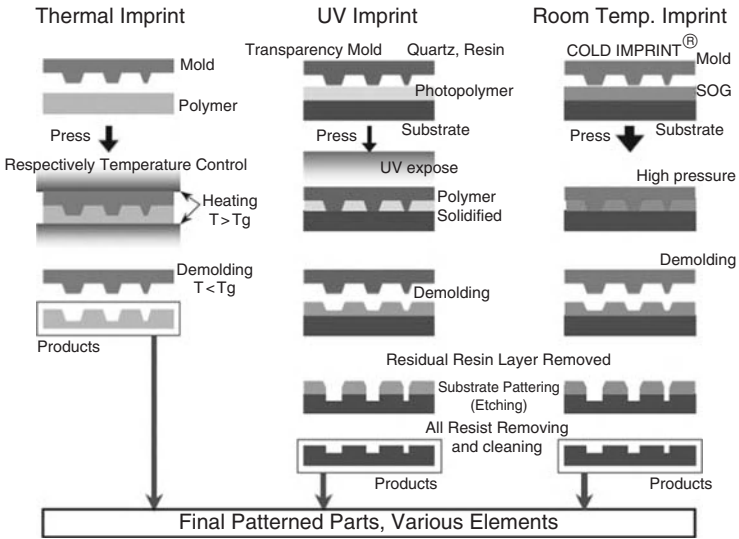 Thermal Imprint
Mold
Polymer
Press
Respectively Temperature Control
Heating
T > Tg
Demolding
T < Tg
Products
UV Imprint
Transparency Mold Quartz, Resin
Photopolymer
Press
Substrate
UV expose
Polymer
Solidified
Demolding
Room Temp. Imprint
COLD IMPRINT®
Mold
SOG
Press
Substrate
High pressure
Demolding
Residual Resin Layer Removed
Substrate Pattering
(Etching)
All Resist Removing
and cleaning
Products
Products
Final Patterned Parts, Various Elements